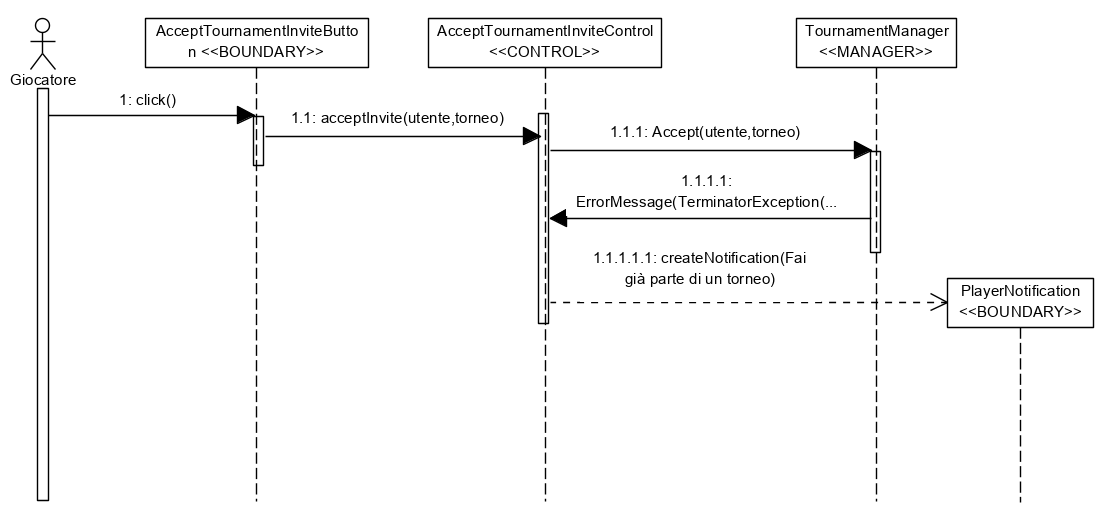 AcceptTournamentInviteButto
n <<BOUNDARY>>
AcceptTournamentInviteControl
<<CONTROL>>
TournamentManager
<<MANAGER>>
Giocatore
1: click()
1.1: acceptInvite(utente,torneo)
1.1.1: Accept(utente,torneo)
1.1.1.1:
ErrorMessage(TerminatorException(...
1.1.1.1.1: createNotification(Fai
già parte di un torneo)
PlayerNotification
<<BOUNDARY>>